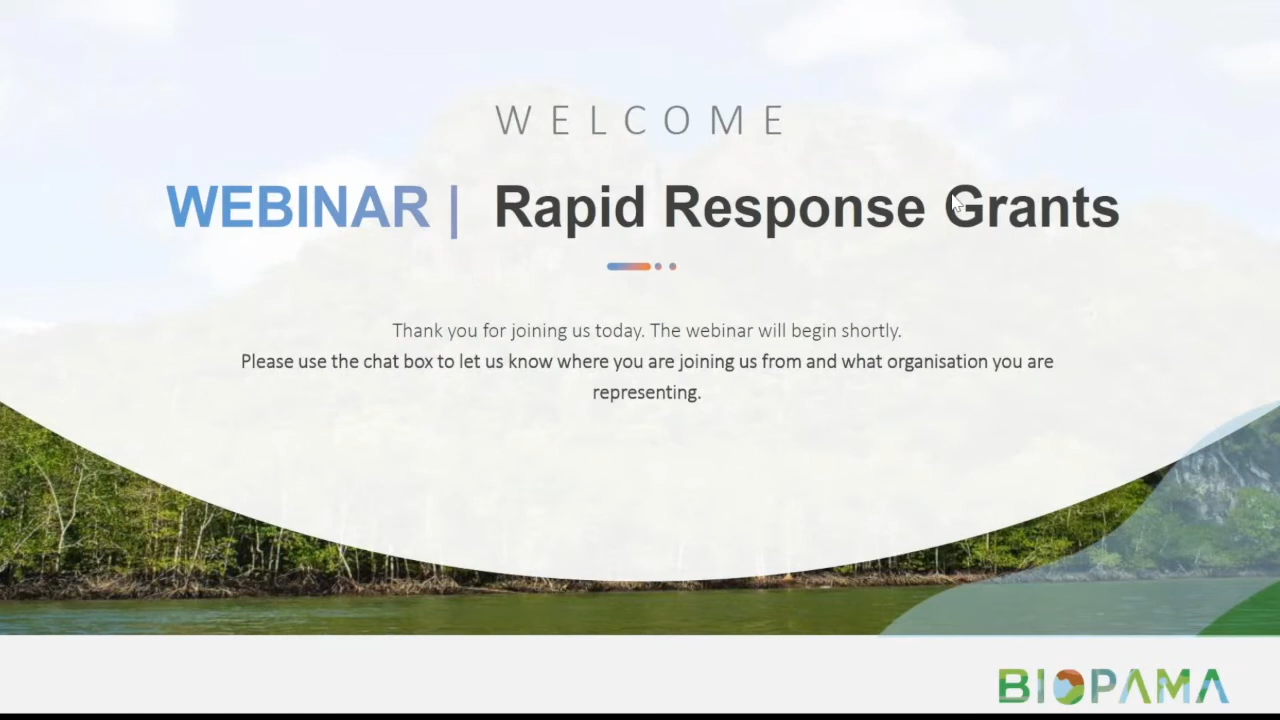 WELCOME
WEBINAR | Rapid Response Grants
Thank you for joining us today. The webinar will begin shortly.
Please use the chat box to let us know where you are joining us from and what organisation you are
representing.
BIOPAMA